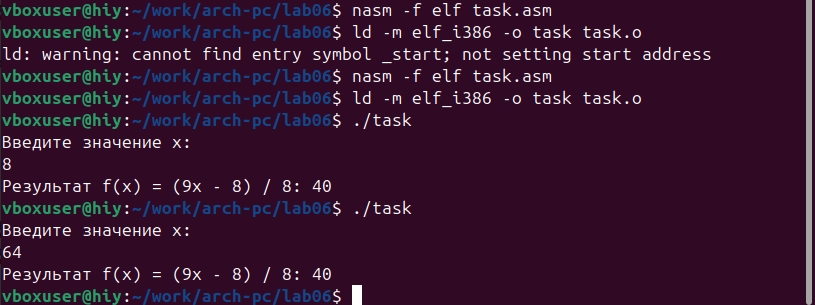 vboxuser@hiy:~/work/arch-pc/lab06$ nasm -f elf task.asm
vboxuser@hiy:~/work/arch-pc/lab06$ ld -m elf_i386 -o task task.o
ld: warning: cannot find entry symbol _start; not setting start address
vboxuser@hiy:~/work/arch-pc/lab06$ nasm -f elf task.asm
vboxuser@hiy:~/work/arch-pc/lab06$ ld -m elf_i386 -o task task.o
vboxuser@hiy:~/work/arch-pc/lab06$ ./task
Введите значение x:
8
Результат f(x) = (9x - 8) / 8: 40
vboxuser@hiy:~/work/arch-pc/lab06$ ./task
Введите значение x:
64
Результат f(x) = (9x - 8) / 8: 40
vboxuser@hiy:~/work/arch-pc/lab06$